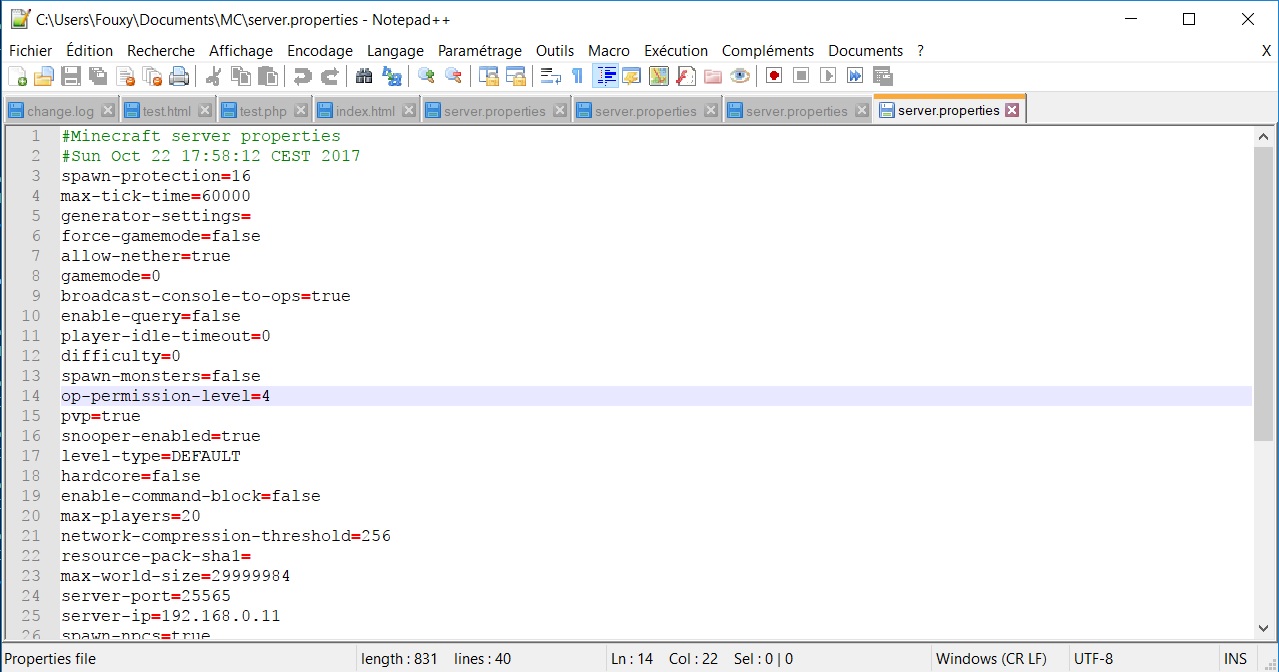 C:\Users\Fouxy\Documents\MC\server.properties - Notepad++
Fichier Édition Recherche Affichage Encodage Langage Paramétrage Outils Macro Exécution Compléments Documents ? X
change.log test.html test.php index.html server.properties server.properties server.properties server.properties
1 #Minecraft server properties
2 #Sun Oct 22 17:58:12 CEST 2017
3 spawn-protection=16
4 max-tick-time=60000
5 generator-settings=
6 force-gamemode=false
7 allow-nether=true
8 gamemode=0
9 broadcast-console-to-ops=true
10 enable-query=false
11 player-idle-timeout=0
12 difficulty=0
13 spawn-monsters=false
14 op-permission-level=4
15 pvp=true
16 snooper-enabled=true
17 level-type=DEFAULT
18 hardcore=false
19 enable-command-block=false
20 max-players=20
21 network-compression-threshold=256
22 resource-pack-sha1=
23 max-world-size=29999984
24 server-port=25565
25 server-ip=192.168.0.11
26 spawn-npcs=true
Properties file length : 831 lines : 40 Ln : 14 Col : 22 Sel : 0 | 0 Windows (CR LF) UTF-8 INS